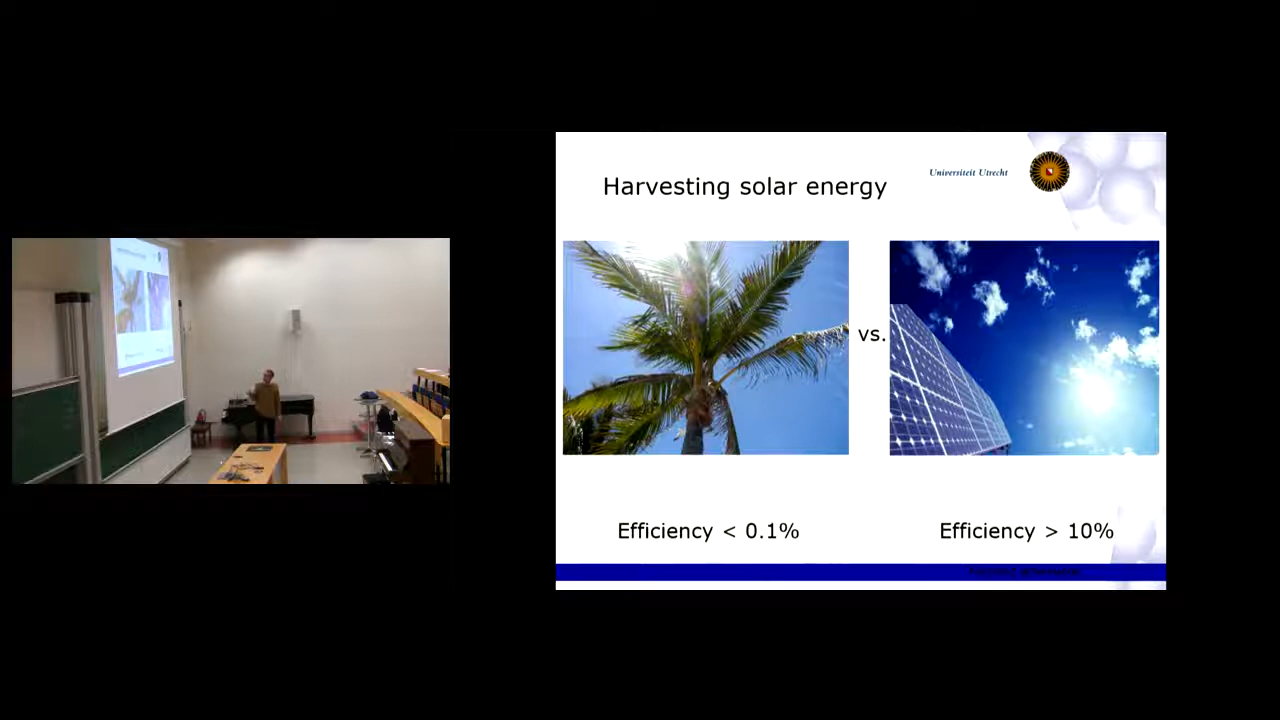 Harvesting solar energy
Universiteit Utrecht
vs.
Efficiency < 0.1%
Efficiency > 10%